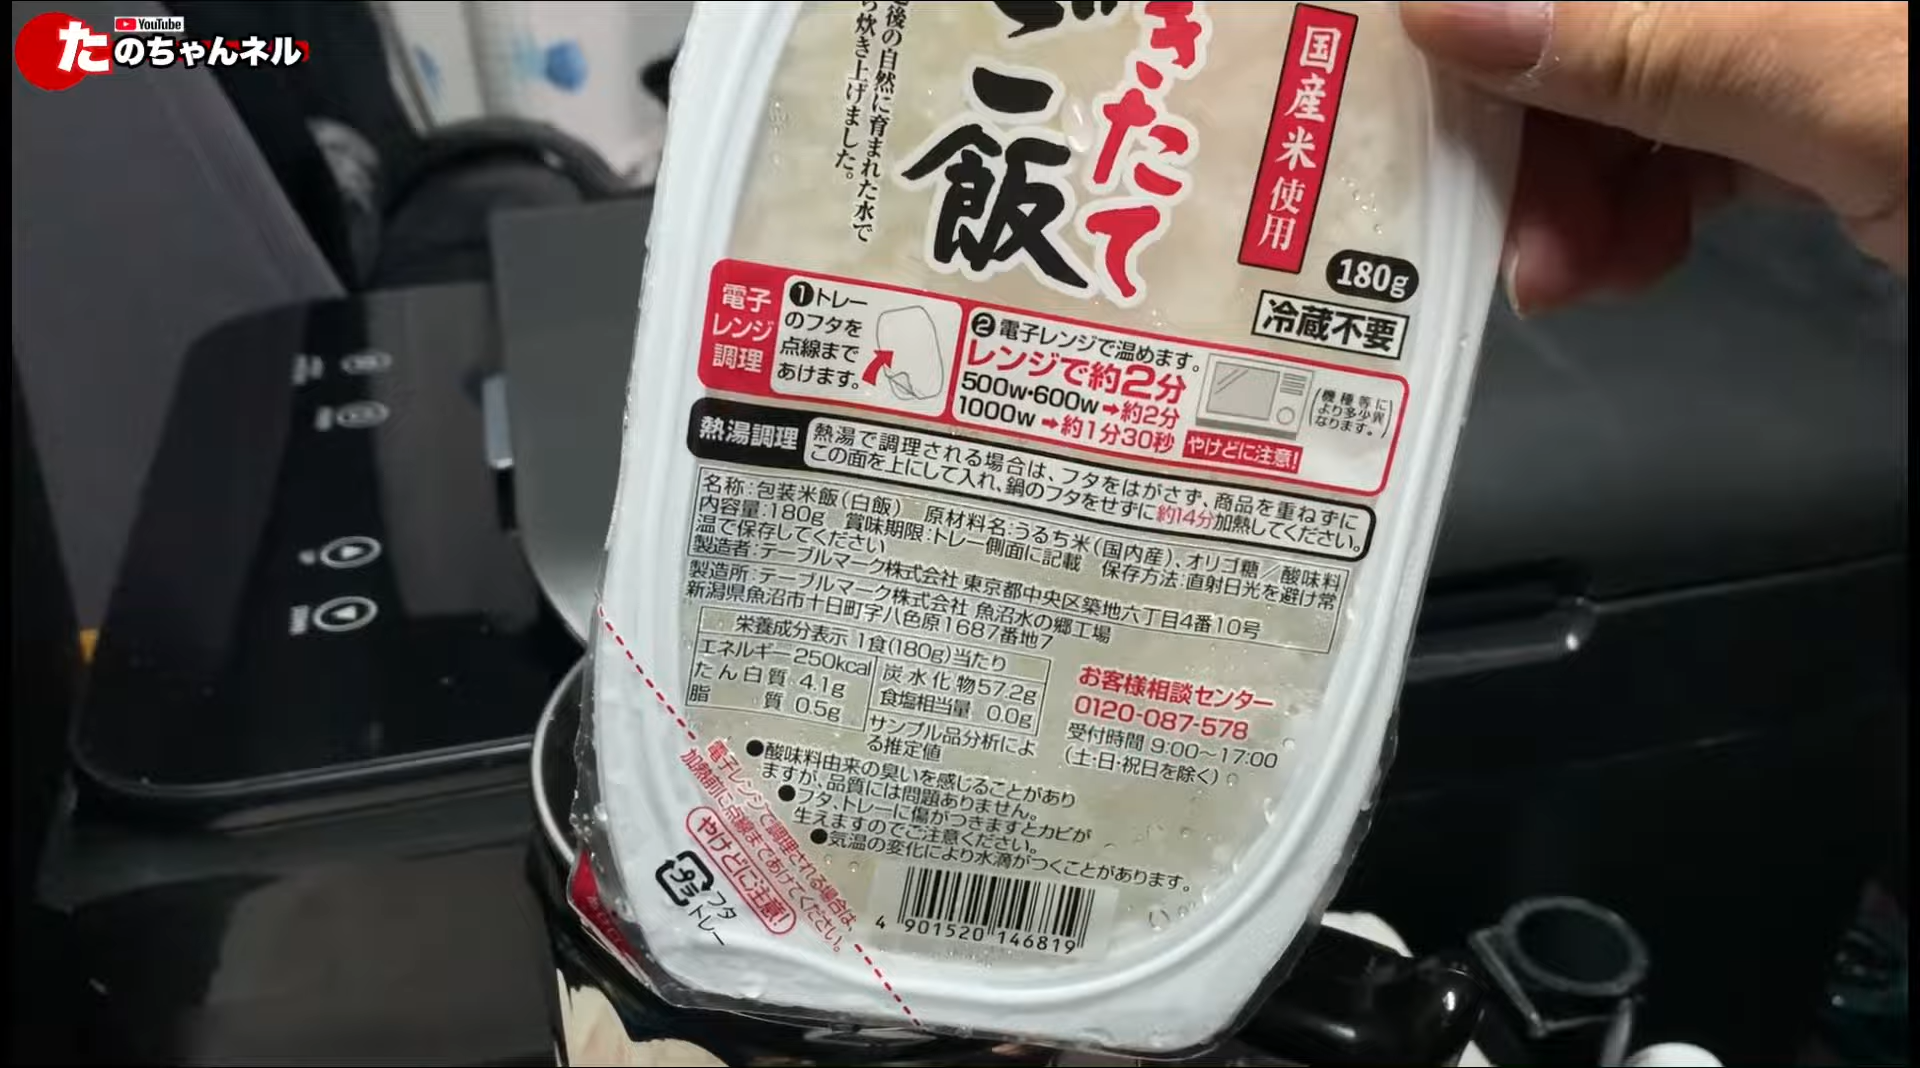 YouTube
たのちゃんネル
後の自然に育まれた水で
ら炊き上げました。
きたて
ご飯
国産米使用
180g
冷蔵不要
電子レンジ調理
①トレー
のフタを
点線まで
あけます。
②電子レンジで温めます。
レンジで約2分
500w・600w➡約2分
1000w➡約1分30秒
やけどに注意!
(機種等に
より多少異
なります。)
熱湯調理
熱湯で調理される場合は、フタをはがさず、商品を重ねずに
この面を上にして入れ、鍋のフタをせずに約14分加熱してください。
名称:包装米飯(白飯) 原材料名:うるち米(国内産)、オリゴ糖/酸味料
内容量:180g 賞味期限:トレー側面に記載 保存方法:直射日光を避け常
温で保存してください
製造者:テーブルマーク株式会社 東京都中央区築地六丁目4番10号
製造所:テーブルマーク株式会社 魚沼水の郷工場
新潟県魚沼市十日町字八色原1687番地7
栄養成分表示 1食(180g)当たり
エネルギー 250kcal 炭水化物57.2g
たん白質 4.1g 食塩相当量 0.0g
脂質 0.5g サンプル品分析によ
る推定値
お客様相談センター
0120-087-578
受付時間 9:00〜17:00
(土・日・祝日を除く)
●酸味料由来の臭いを感じることがあり
ますが、品質には問題ありません。
●フタ、トレーに傷がつきますとカビが
生えますのでご注意ください。
●気温の変化により水滴がつくことがあります。
電子レンジで調理される場合は、
加熱前に点線まであけてください。
やけどに注意!
プラ
フタ
トレー
4 901520 146819